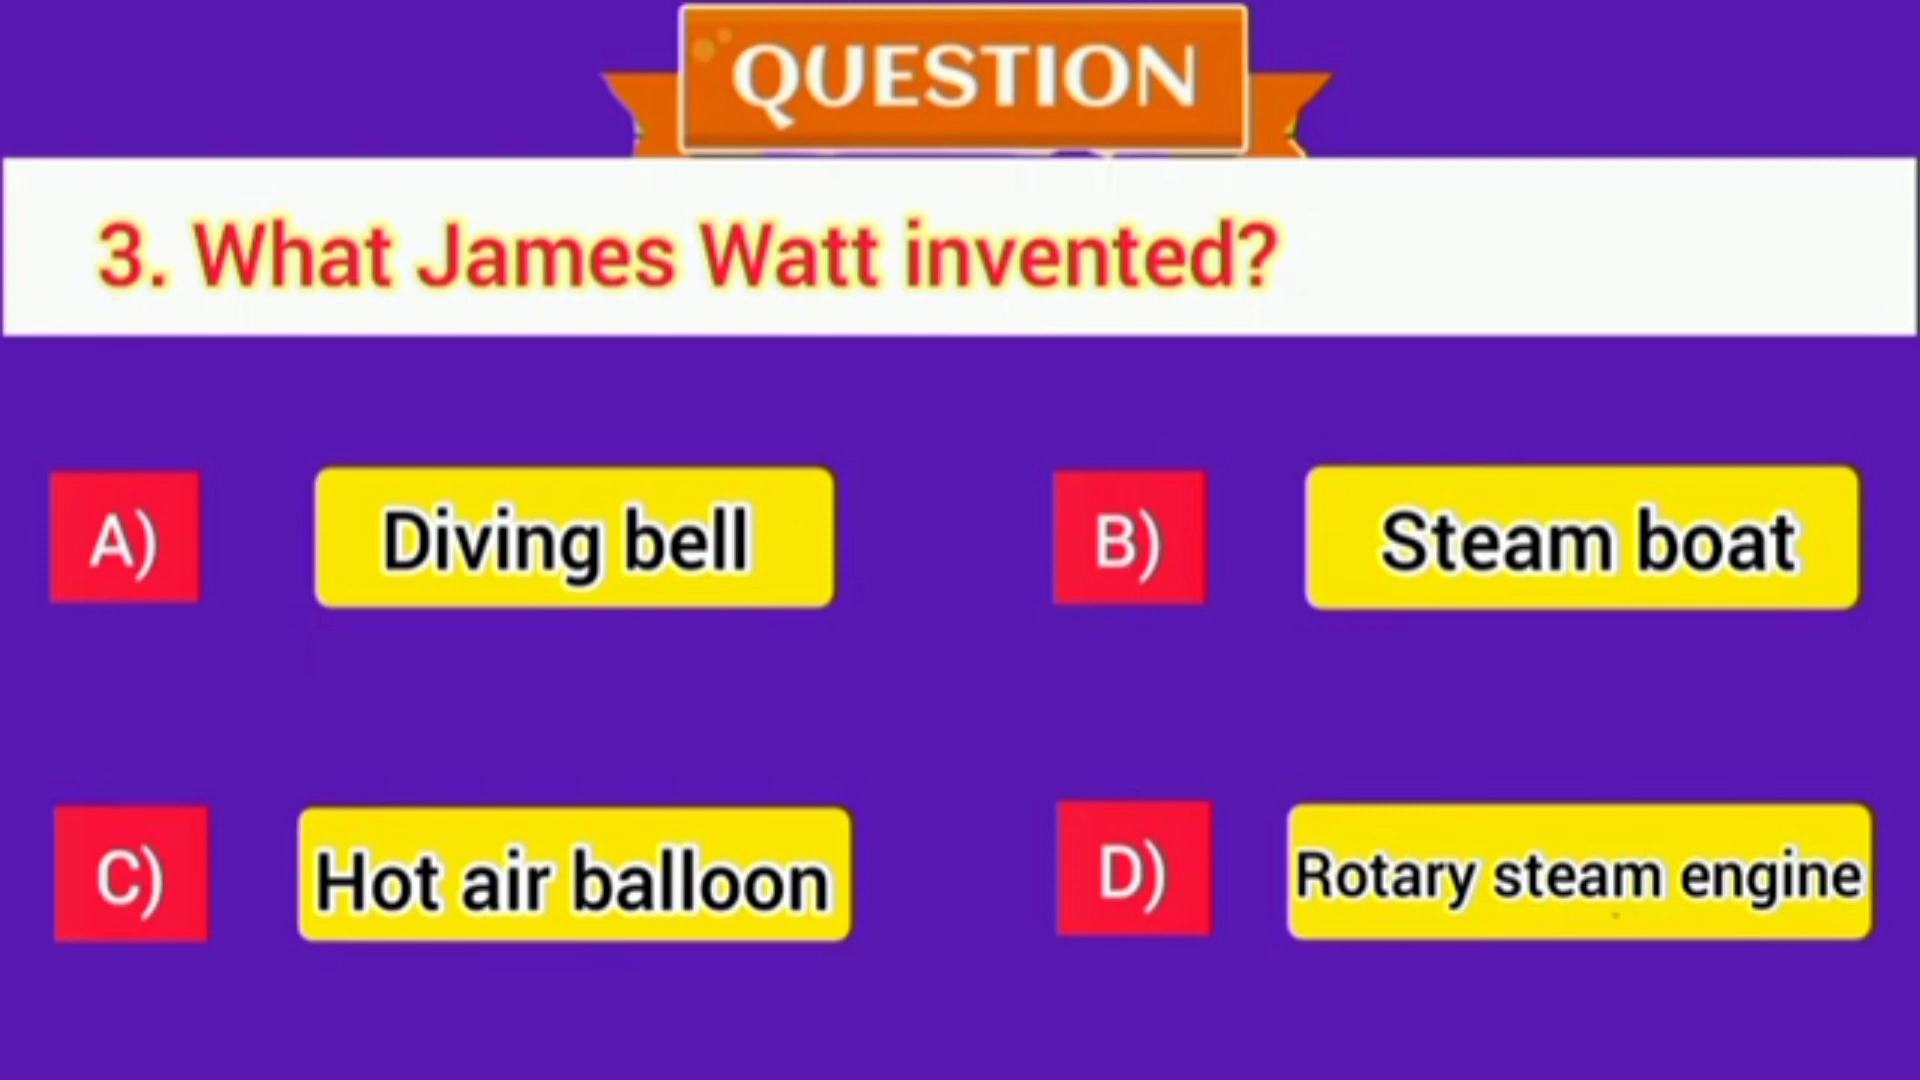 QUESTION
3. What James Watt invented?
A) Diving bell
B) Steam boat
C) Hot air balloon
D) Rotary steam engine